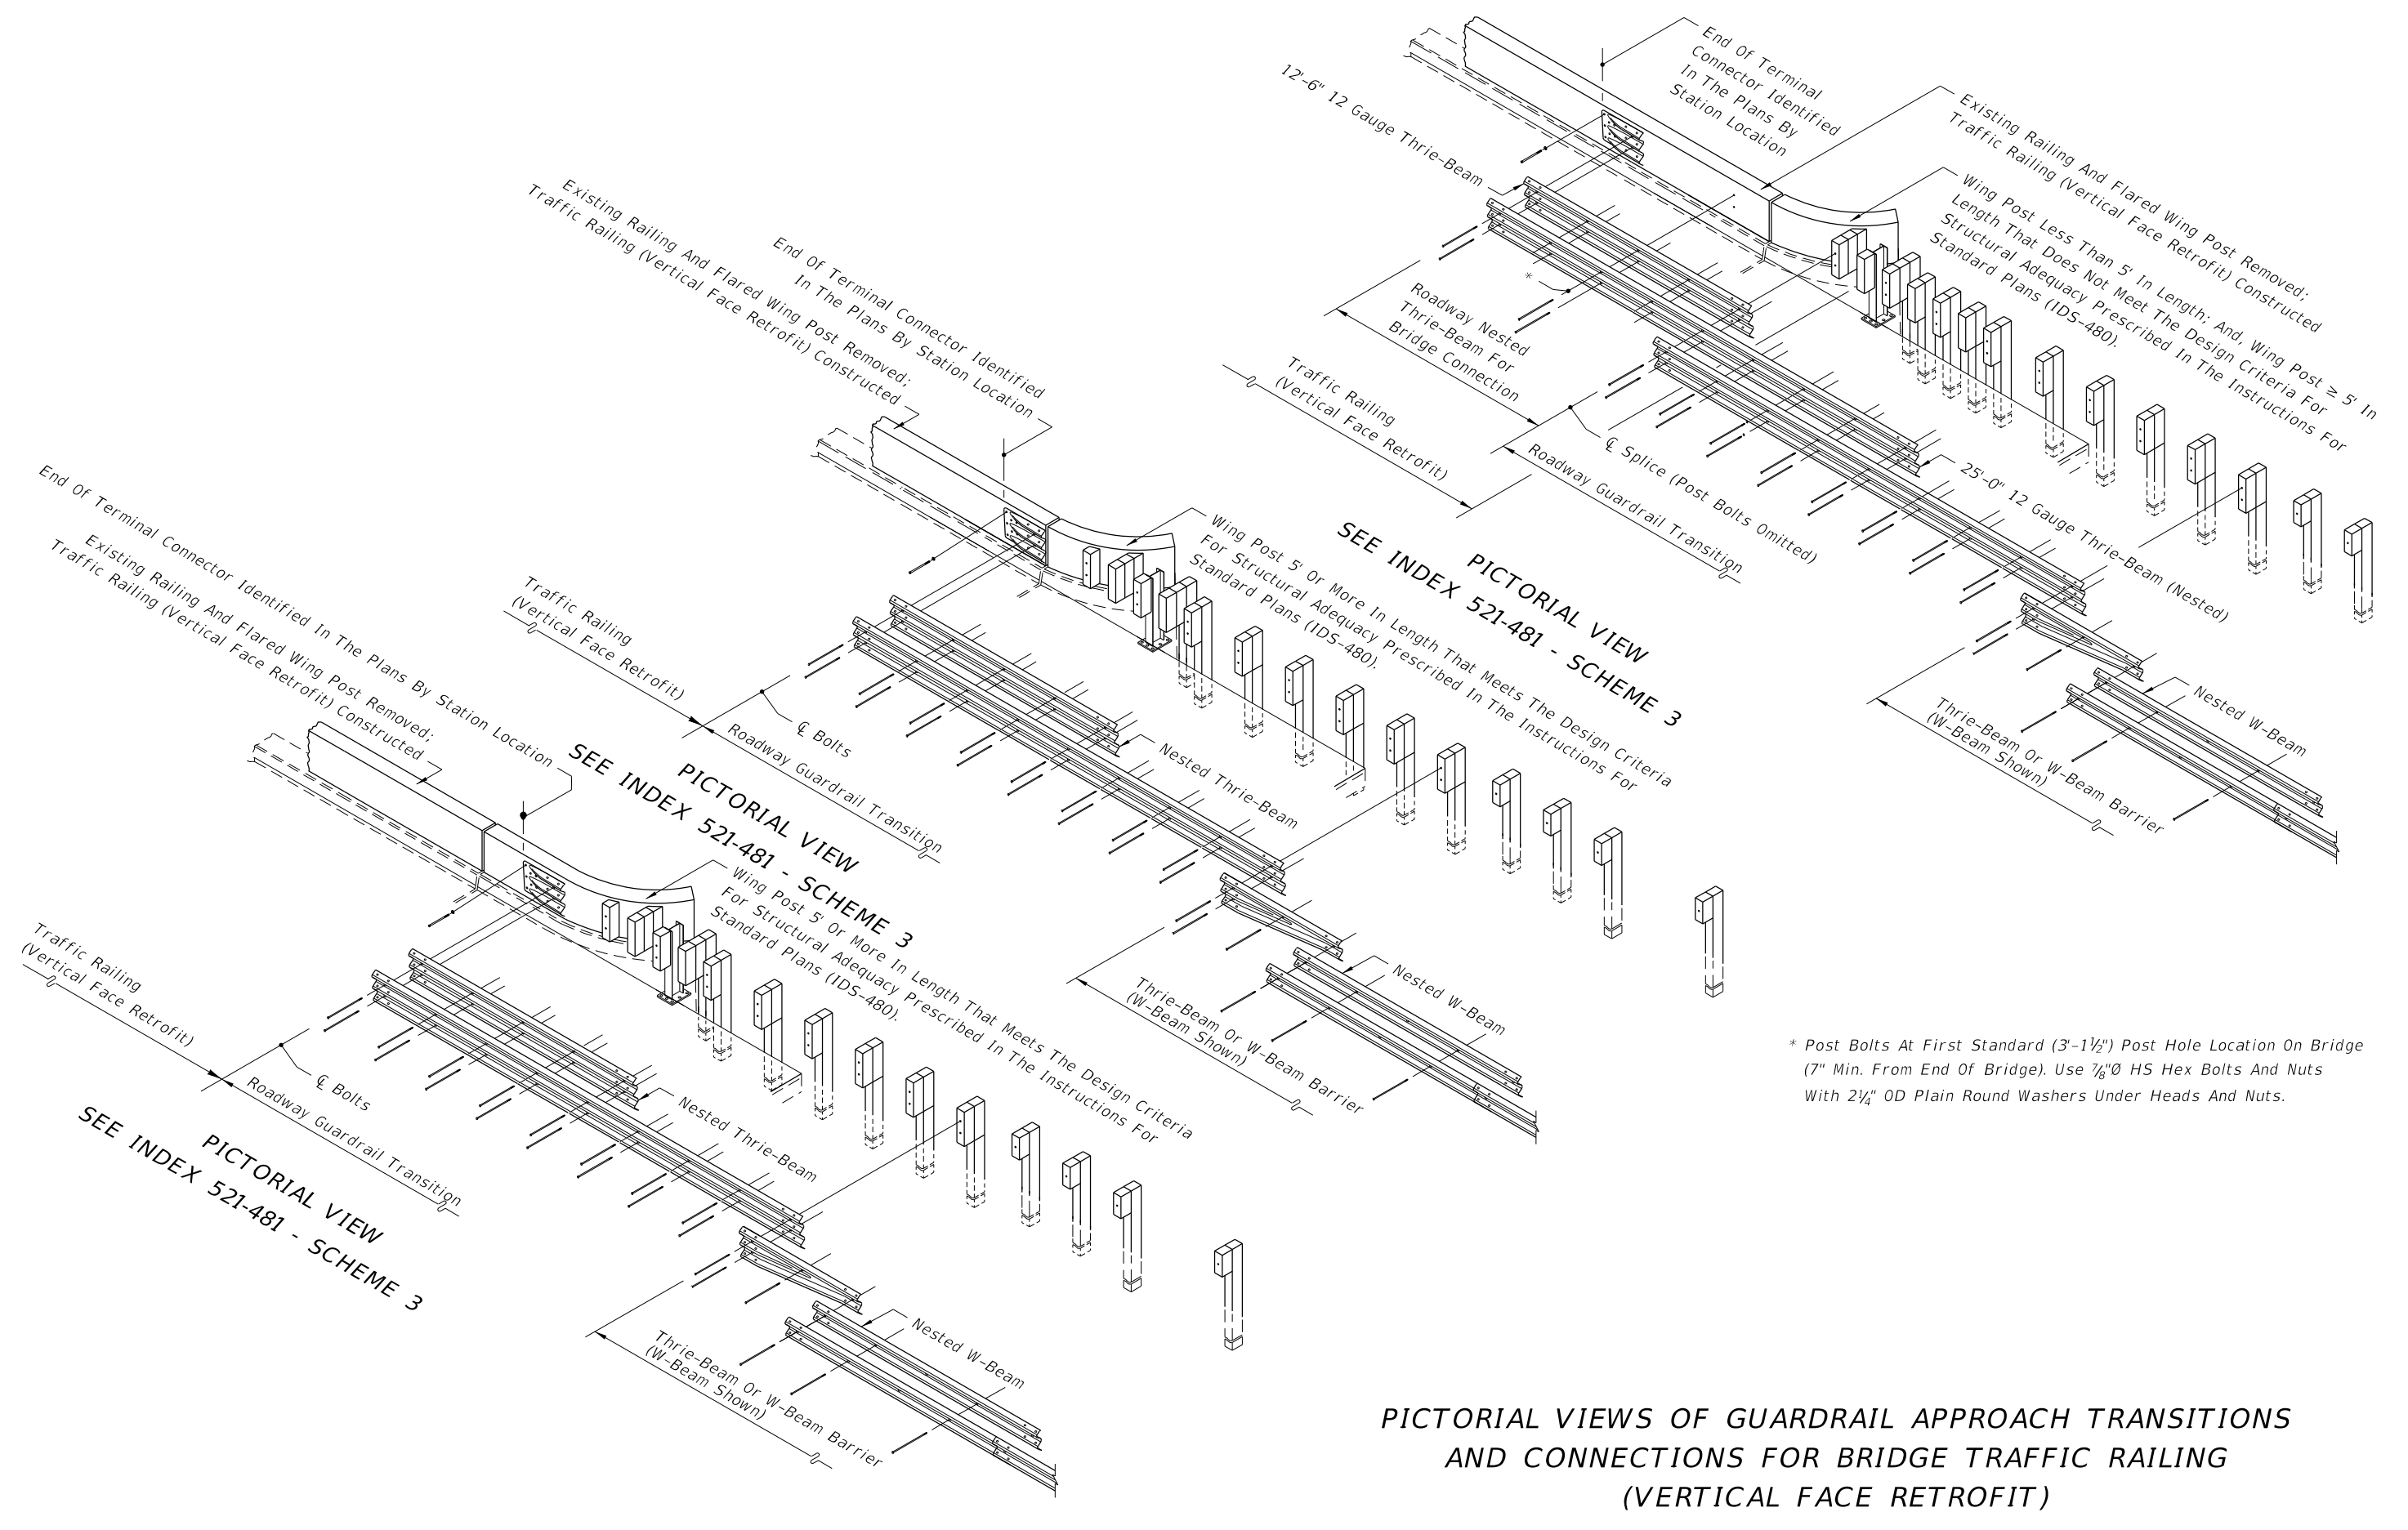 End Of Terminal
Connector Identified
In The Plans By
Station Location
12'-6" 12 Gauge Thrie-Beam
Existing Railing And Flared Wing Post Removed;
Traffic Railing (Vertical Face Retrofit) Constructed
Wing Post Less Than 5' In Length; And, Wing Post ≥ 5' In
Length That Does Not Meet The Design Criteria For
Structural Adequacy Prescribed In The Instructions For
Standard Plans (IDS-480).
*
Roadway Nested
Thrie-Beam For
Bridge Connection
Traffic Railing
(Vertical Face Retrofit)
℄ Splice (Post Bolts Omitted)
Roadway Guardrail Transition
25'-0" 12 Gauge Thrie-Beam (Nested)
PICTORIAL VIEW
SEE INDEX 521-481 - SCHEME 3
Nested W-Beam
Thrie-Beam Or W-Beam Barrier
(W-Beam Shown)
Existing Railing And Flared Wing Post Removed;
Traffic Railing (Vertical Face Retrofit) Constructed
End Of Terminal Connector Identified
In The Plans By Station Location
Wing Post 5' Or More In Length That Meets The Design Criteria
For Structural Adequacy Prescribed In The Instructions For
Standard Plans (IDS-480).
Traffic Railing
(Vertical Face Retrofit)
℄ Bolts
Roadway Guardrail Transition
Nested Thrie-Beam
PICTORIAL VIEW
SEE INDEX 521-481 - SCHEME 3
Nested W-Beam
Thrie-Beam Or W-Beam Barrier
(W-Beam Shown)
End Of Terminal Connector Identified In The Plans By Station Location
Existing Railing And Flared Wing Post Removed;
Traffic Railing (Vertical Face Retrofit) Constructed
Wing Post 5' Or More In Length That Meets The Design Criteria
For Structural Adequacy Prescribed In The Instructions For
Standard Plans (IDS-480).
Traffic Railing
(Vertical Face Retrofit)
℄ Bolts
Roadway Guardrail Transition
Nested Thrie-Beam
PICTORIAL VIEW
SEE INDEX 521-481 - SCHEME 3
Nested W-Beam
Thrie-Beam Or W-Beam Barrier
(W-Beam Shown)
* Post Bolts At First Standard (3'-1½") Post Hole Location On Bridge
(7" Min. From End Of Bridge). Use ⅞"Ø HS Hex Bolts And Nuts
With 2¼" OD Plain Round Washers Under Heads And Nuts.
PICTORIAL VIEWS OF GUARDRAIL APPROACH TRANSITIONS
AND CONNECTIONS FOR BRIDGE TRAFFIC RAILING
(VERTICAL FACE RETROFIT)